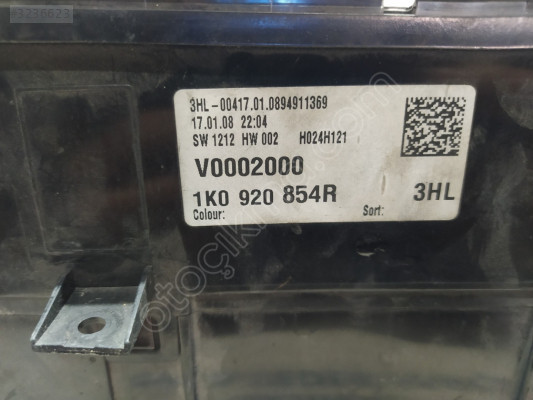 33236623
3HL-00417.01.0894911369
17.01.08 22:04
SW 1212 HW 002 H024H121
V0002000
1K0 920 854R 3HL
Colour: Sort:
otoçıkma